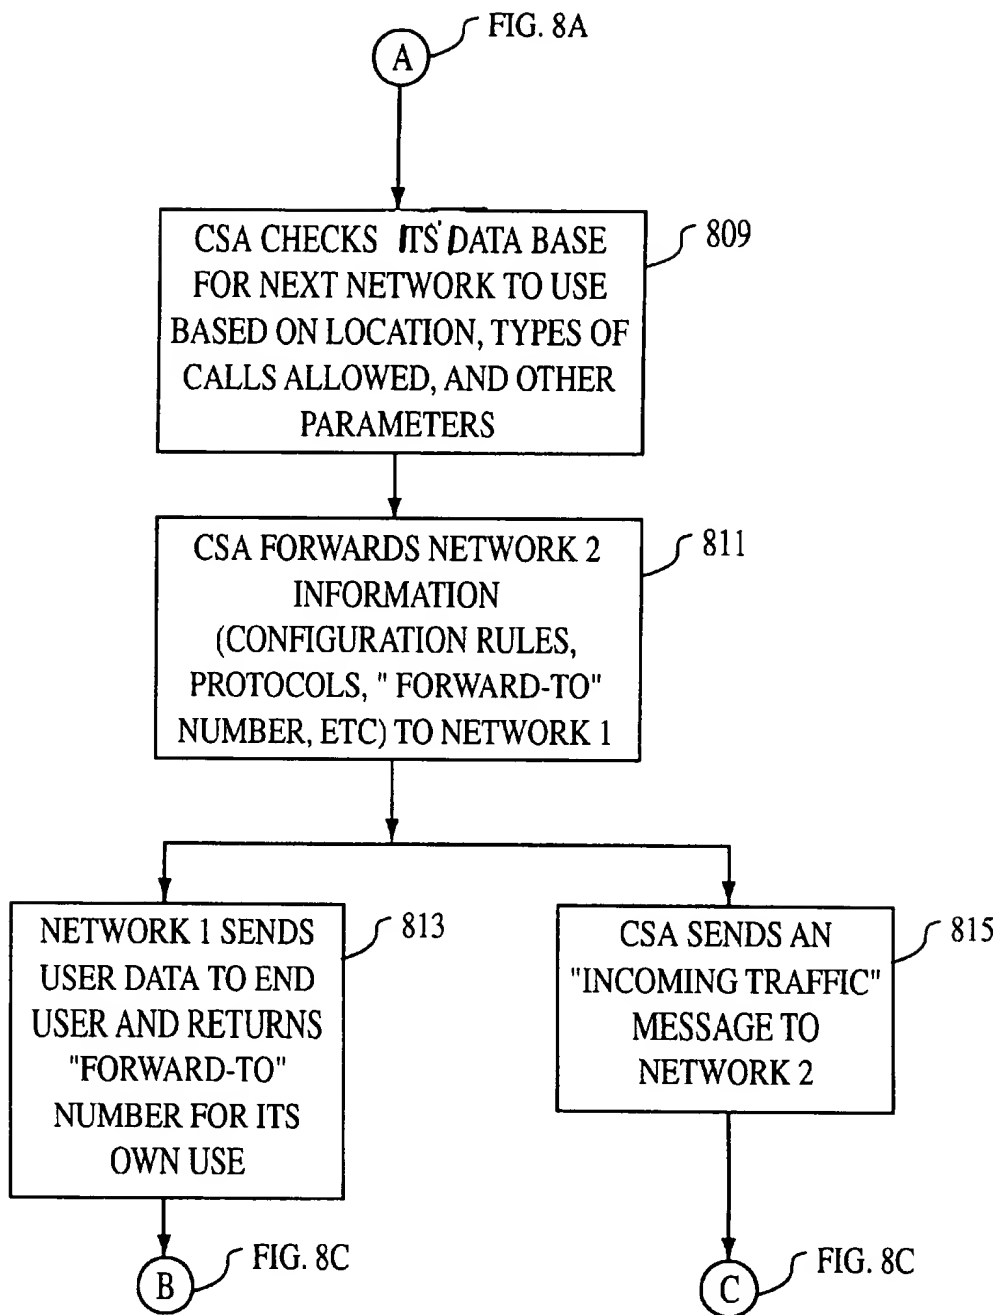 FIG. 8A
A
CSA CHECKS ITS' DATA BASE
FOR NEXT NETWORK TO USE
BASED ON LOCATION, TYPES OF
CALLS ALLOWED, AND OTHER
PARAMETERS
809
CSA FORWARDS NETWORK 2
INFORMATION
(CONFIGURATION RULES,
PROTOCOLS, " FORWARD-TO"
NUMBER, ETC) TO NETWORK 1
811
NETWORK 1 SENDS
USER DATA TO END
USER AND RETURNS
"FORWARD-TO"
NUMBER FOR ITS
OWN USE
813
CSA SENDS AN
"INCOMING TRAFFIC"
MESSAGE TO
NETWORK 2
815
B
FIG. 8C
C
FIG. 8C